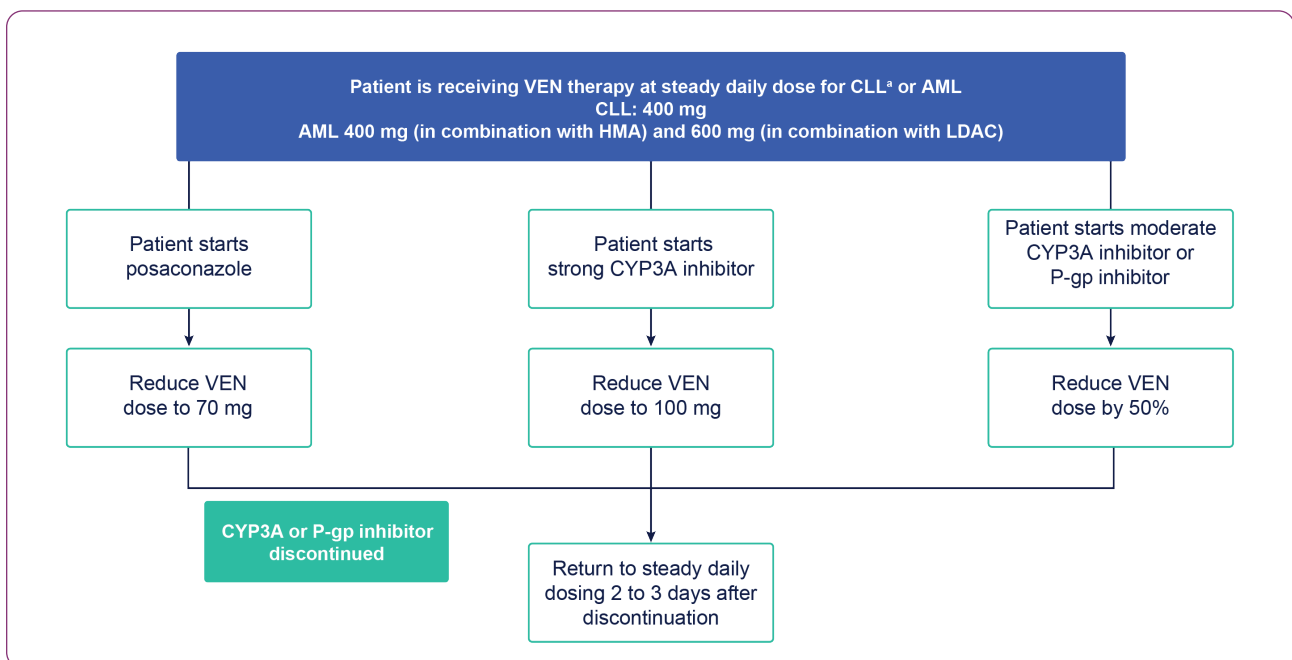 Patient is receiving VEN therapy at steady daily dose for CLLᵃ or AML
CLL: 400 mg
AML 400 mg (in combination with HMA) and 600 mg (in combination with LDAC)
Patient starts
posaconazole
Patient starts
strong CYP3A inhibitor
Patient starts moderate
CYP3A inhibitor or
P-gp inhibitor
Reduce VEN
dose to 70 mg
Reduce VEN
dose to 100 mg
Reduce VEN
dose by 50%
CYP3A or P-gp inhibitor
discontinued
Return to steady daily
dosing 2 to 3 days after
discontinuation